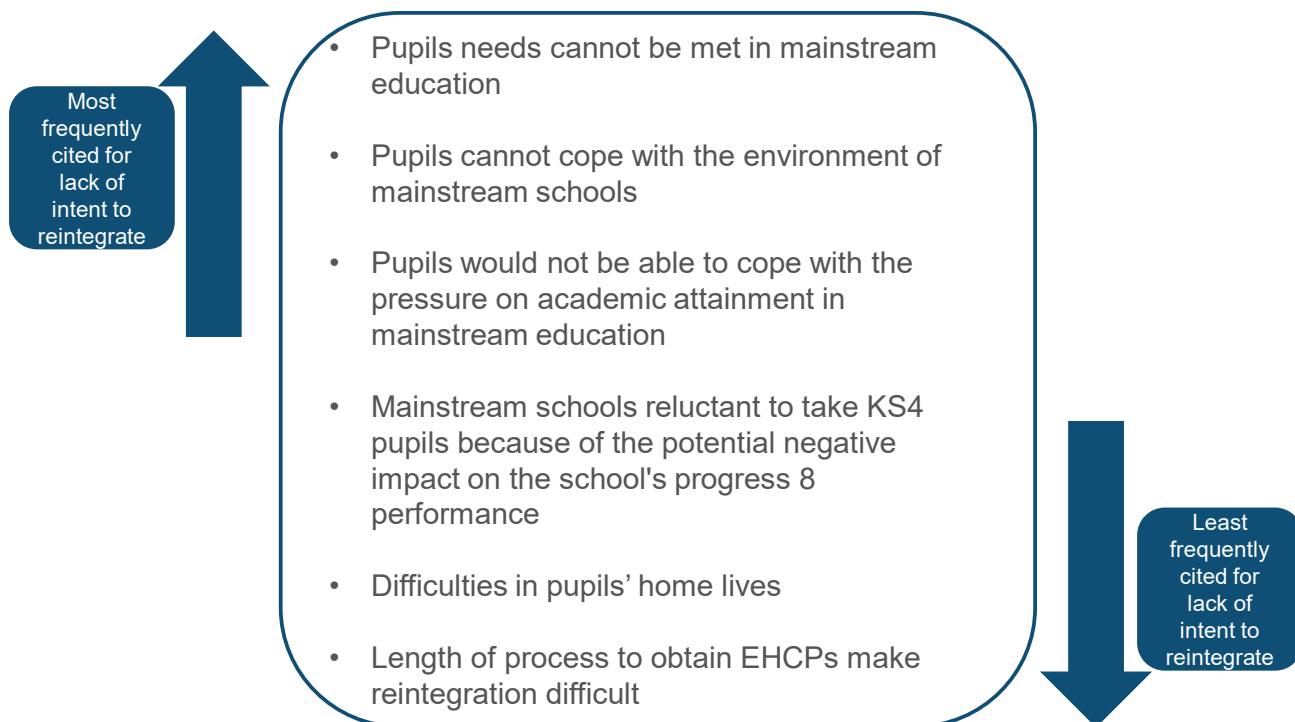 Most
frequently
cited for
lack of
intent to
reintegrate
• Pupils needs cannot be met in mainstream
education
• Pupils cannot cope with the environment of
mainstream schools
• Pupils would not be able to cope with the
pressure on academic attainment in
mainstream education
• Mainstream schools reluctant to take KS4
pupils because of the potential negative
impact on the school's progress 8
performance
• Difficulties in pupils’ home lives
• Length of process to obtain EHCPs make
reintegration difficult
Least
frequently
cited for
lack of
intent to
reintegrate